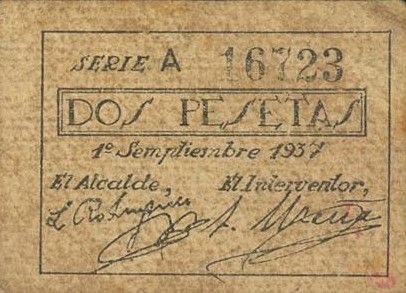 SERIE A 16723
DOS PESETAS
1º Semptiembre 1937
El Alcalde, El Interventor,